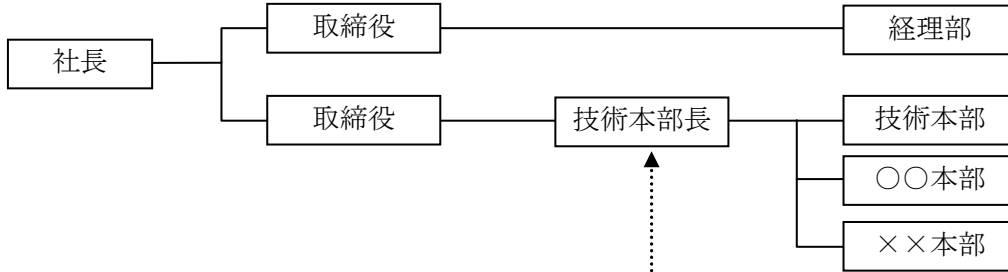 取締役
経理部
社長
取締役
技術本部長
技術本部
○○本部
××本部